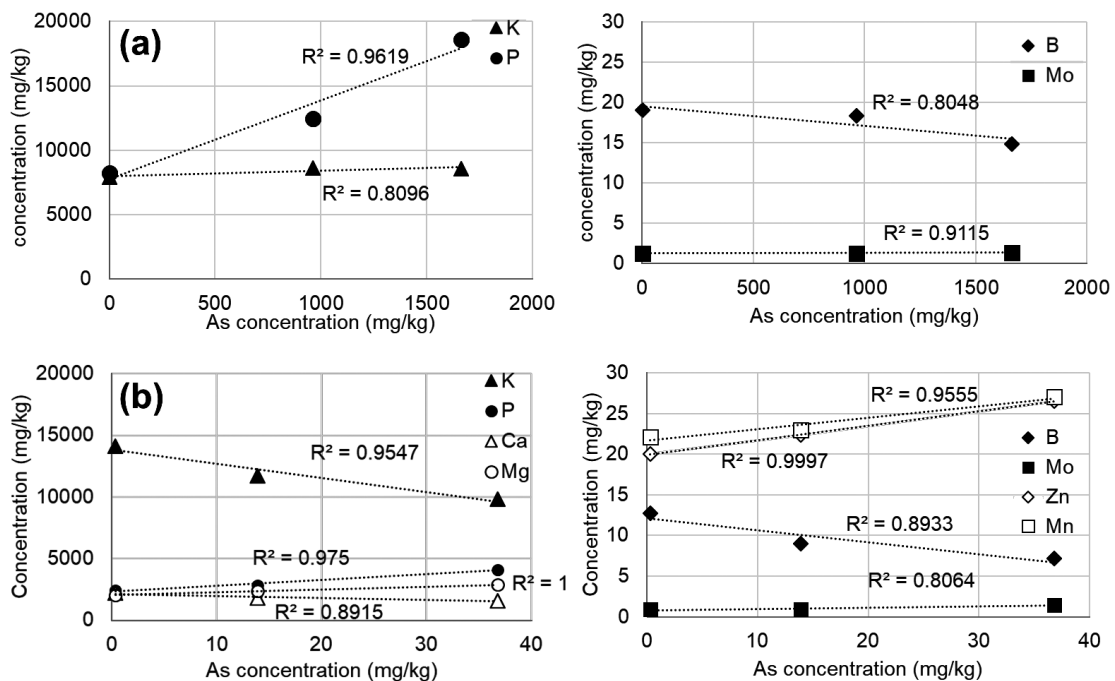 (a)
20000
15000
10000
5000
0
concentration (mg/kg)
R² = 0.9619
R² = 0.8096
K
P
0 500 1000 1500 2000
As concentration (mg/kg)
30
25
20
15
10
5
0
concentration (mg/kg)
B
Mo
R² = 0.8048
R² = 0.9115
0 500 1000 1500 2000
As concentration (mg/kg)
(b)
20000
15000
10000
5000
0
Concentration (mg/kg)
K
P
Ca
Mg
R² = 0.9547
R² = 0.975
R² = 1
R² = 0.8915
0 10 20 30 40
As concentration (mg/kg)
30
25
20
15
10
5
0
Concentration (mg/kg)
R² = 0.9555
R² = 0.9997
R² = 0.8933
R² = 0.8064
B
Mo
Zn
Mn
0 10 20 30 40
As concentration (mg/kg)